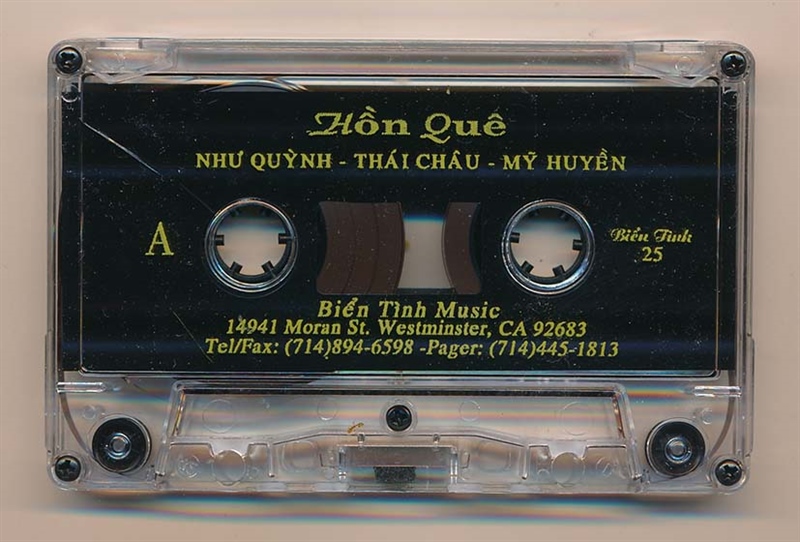 Hồn Quê
NHƯ QUỲNH - THÁI CHÂU - MỸ HUYỀN
A
Biển Tình
25
Biển Tình Music
14941 Moran St. Westminster, CA 92683
Tel/Fax: (714)894-6598 -Pager: (714)445-1813